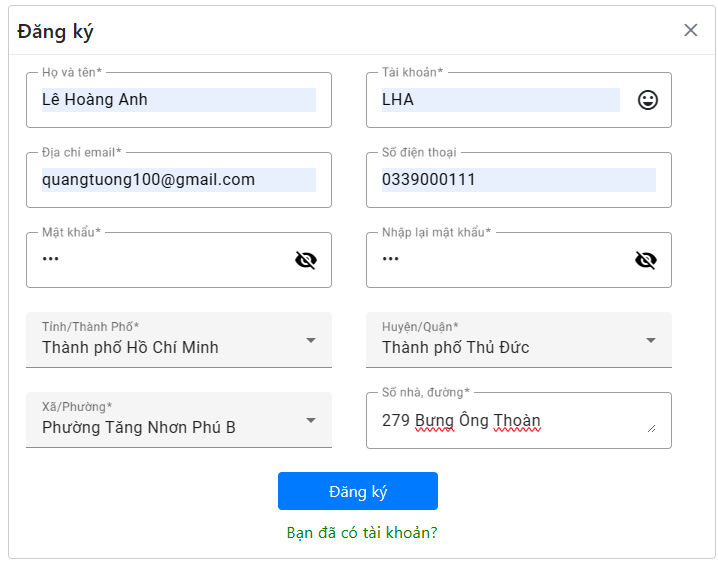 Đăng ký
Họ và tên*
Lê Hoàng Anh
Tài khoản*
LHA
Địa chỉ email*
quangtuong100@gmail.com
Số điện thoại
0339000111
Mật khẩu*
•••
Nhập lại mật khẩu*
•••
Tỉnh/Thành Phố*
Thành phố Hồ Chí Minh
Huyện/Quận*
Thành phố Thủ Đức
Xã/Phường*
Phường Tăng Nhơn Phú B
Số nhà, đường*
279 Bưng Ông Thoàn
Đăng ký
Bạn đã có tài khoản?